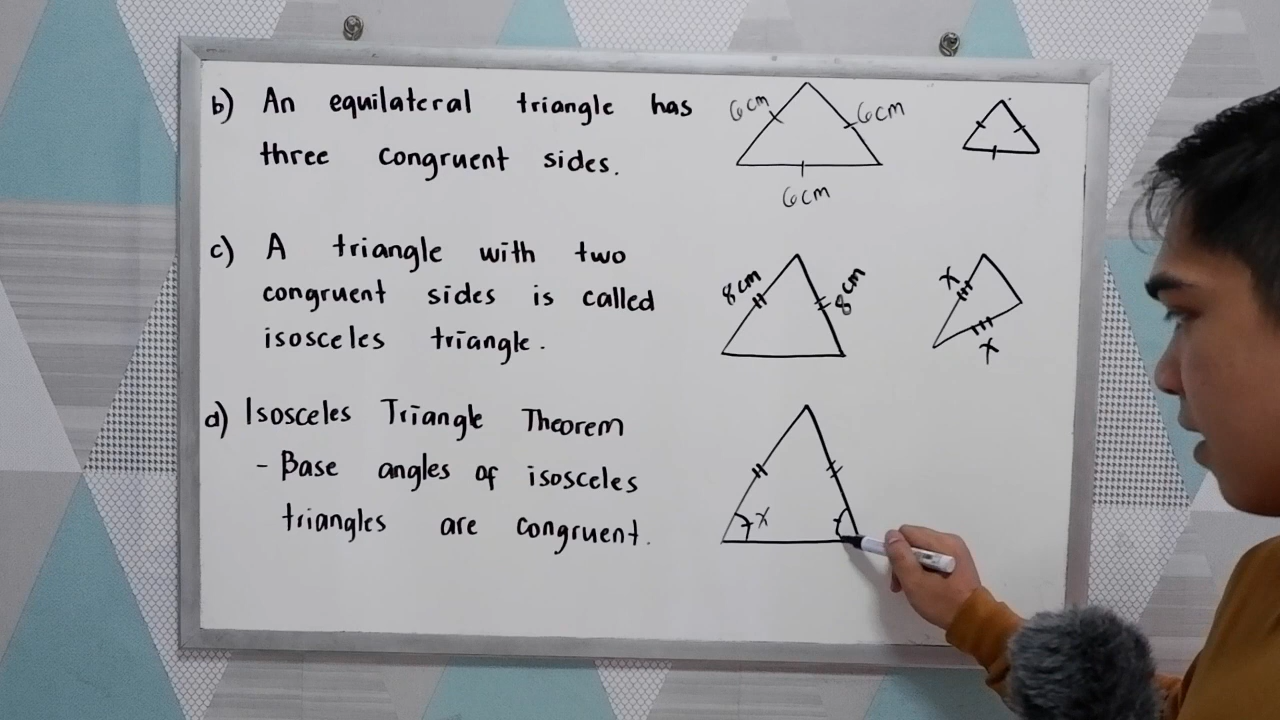 b) An equilateral triangle has
three congruent sides.
6cm
6cm
6cm
c) A triangle with two
congruent sides is called
isosceles triangle.
8cm
8cm
x
x
d) Isosceles Triangle Theorem
- Base angles of isosceles
triangles are congruent.
x